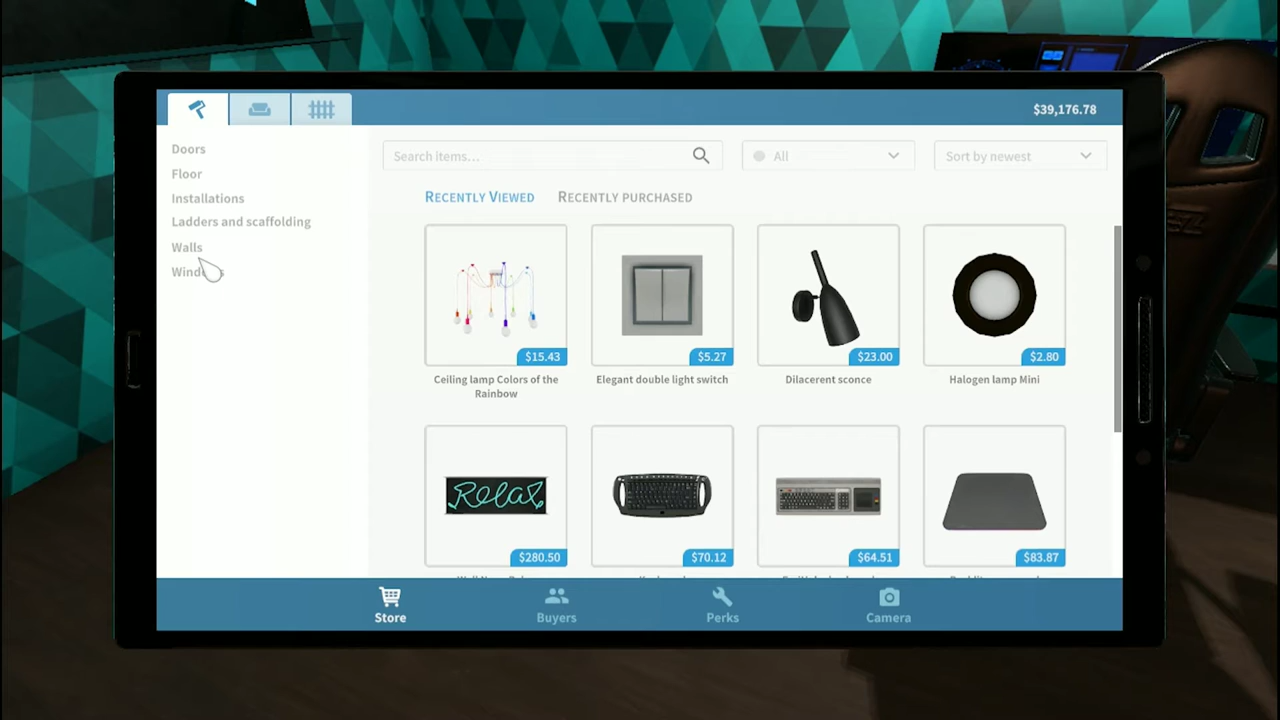 $39,176.78
Doors
Floor
Installations
Ladders and scaffolding
Walls
Windows
Search items...
All
Sort by newest
RECENTLY VIEWED
RECENTLY PURCHASED
$15.43
$5.27
$23.00
$2.80
Ceiling lamp Colors of the
Rainbow
Elegant double light switch
Dilacerent sconce
Halogen lamp Mini
Relax
$280.50
$70.12
$64.51
$83.87
Store
Buyers
Perks
Camera